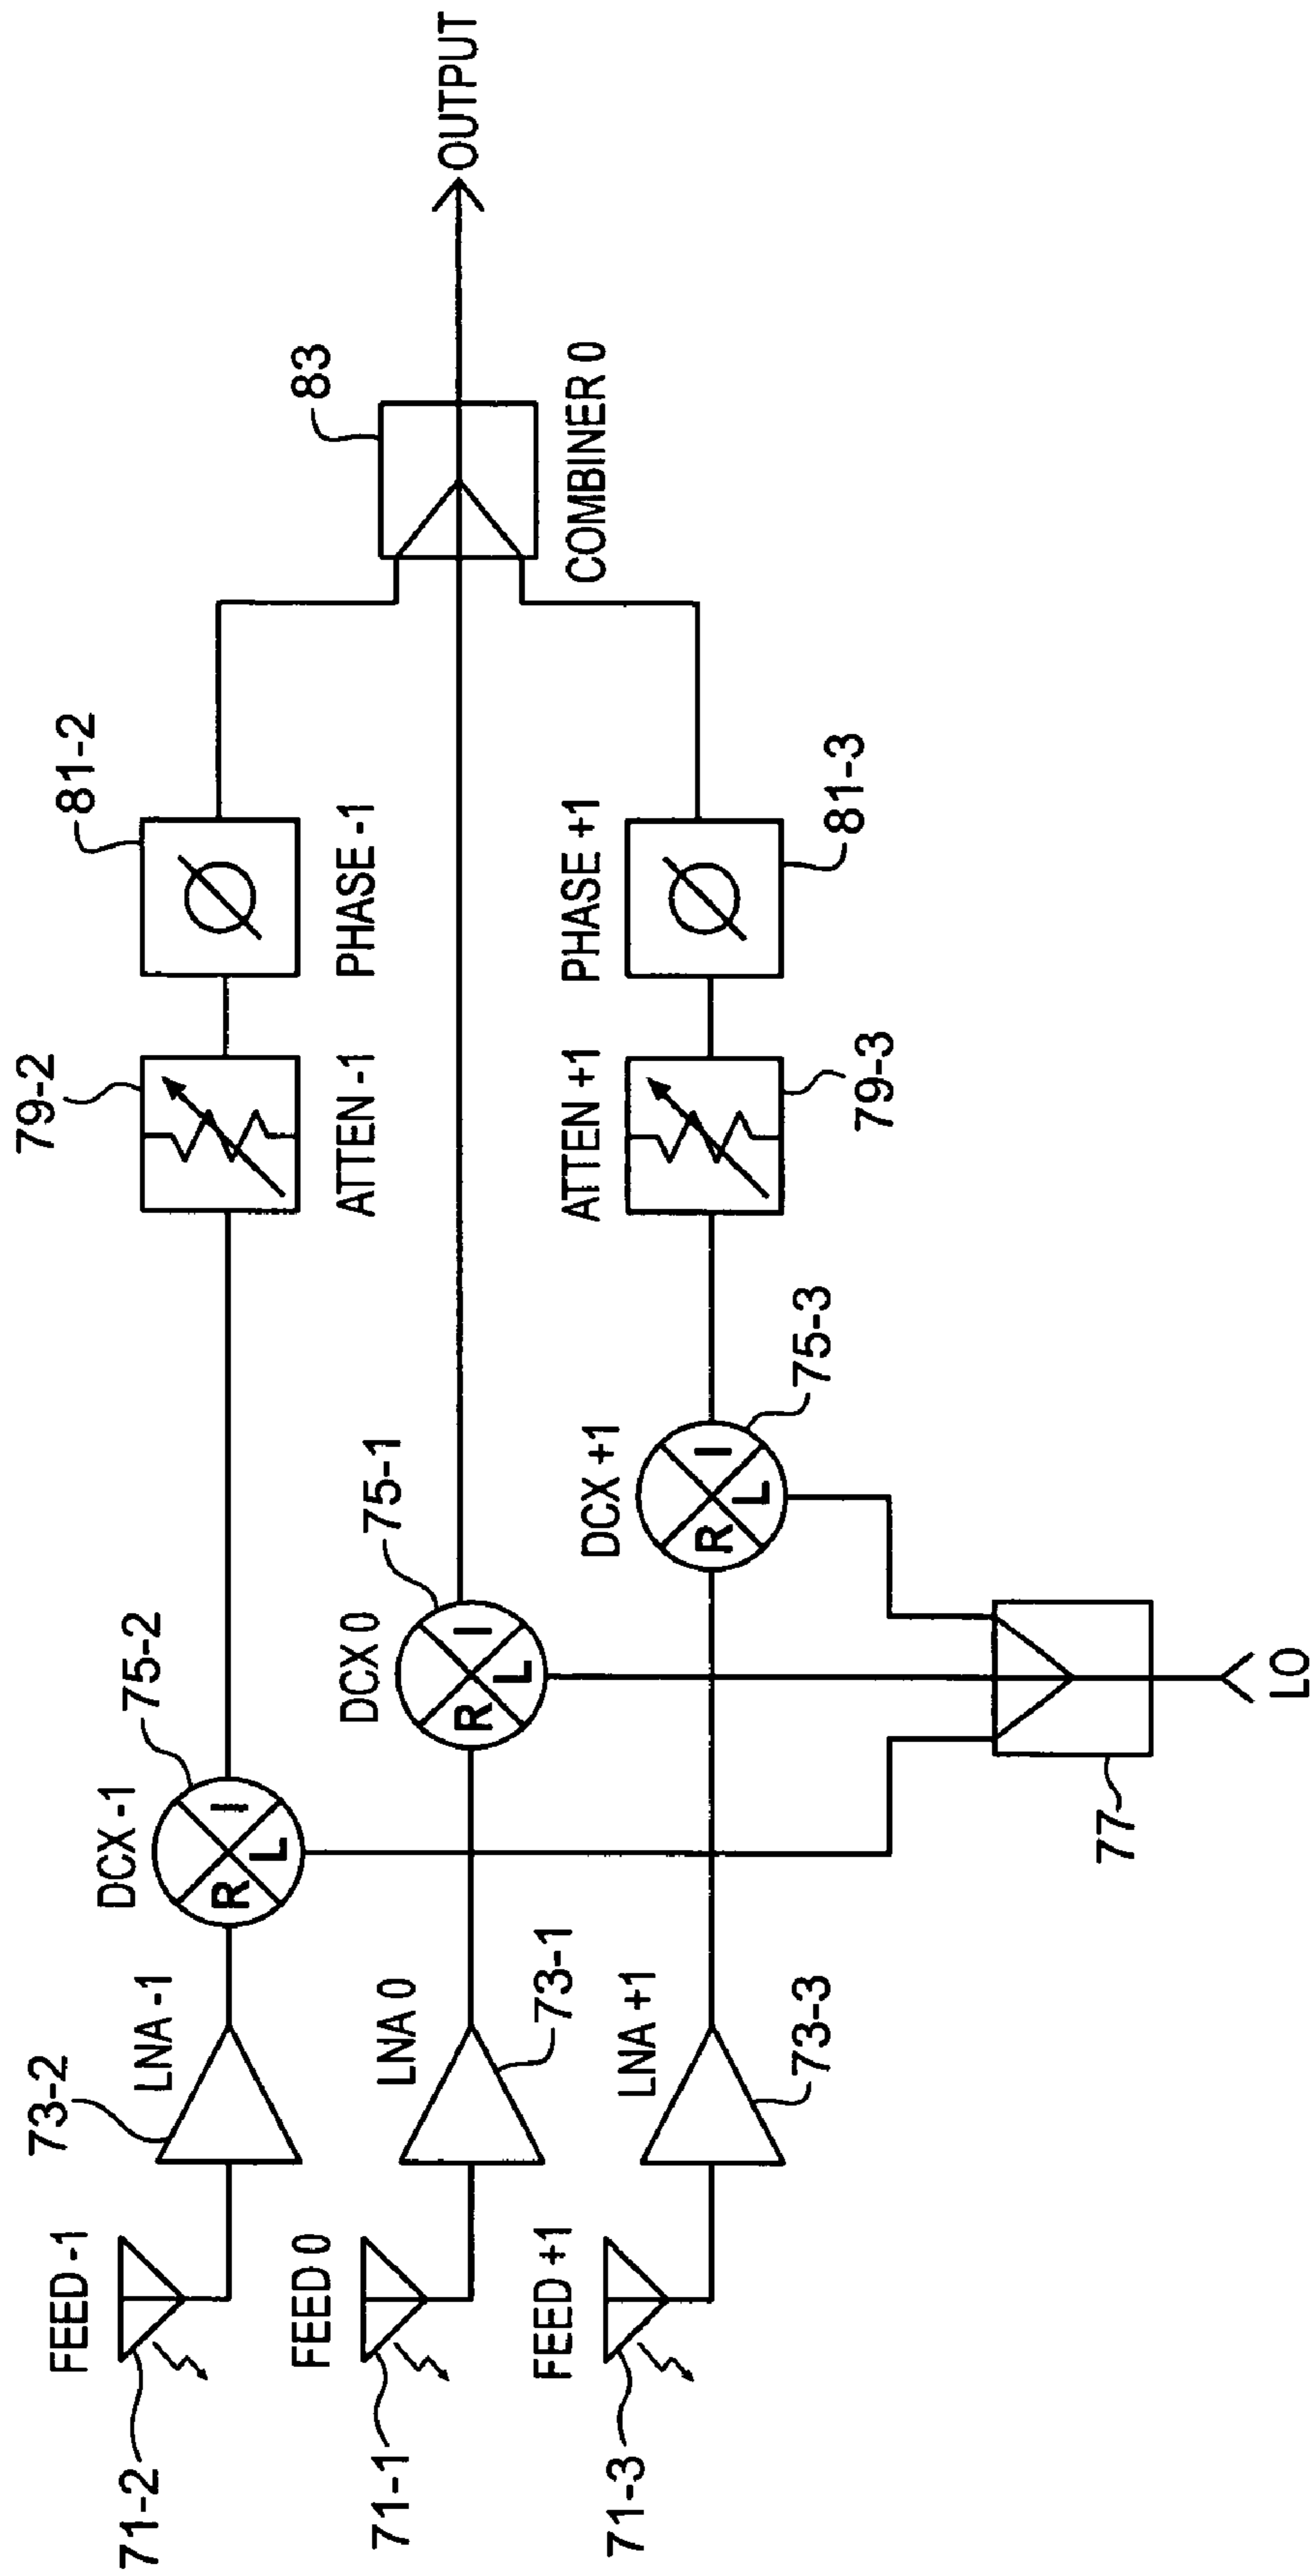 71-2
FEED -1
73-2
LNA -1
DCX -1
75-2
R
L
I
79-2
ATTEN -1
81-2
PHASE -1
71-1
FEED 0
LNA 0
73-1
DCX 0
75-1
R
L
I
83
COMBINER 0
OUTPUT
71-3
FEED +1
LNA +1
73-3
DCX +1
75-3
R
L
I
ATTEN +1
79-3
PHASE +1
81-3
77
LO